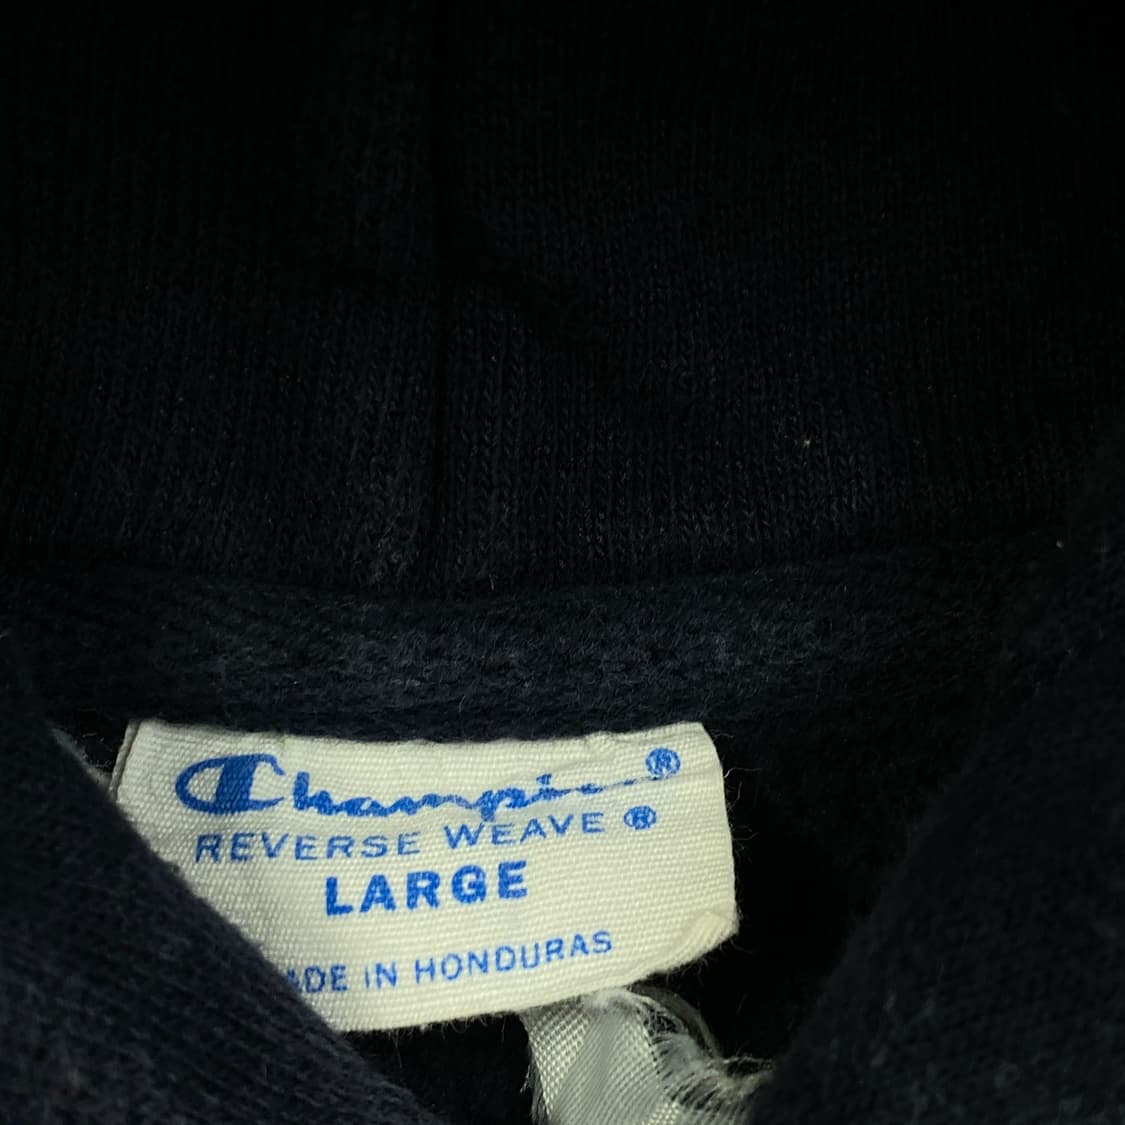 Champion®
REVERSE WEAVE ®
LARGE
ADE IN HONDURAS